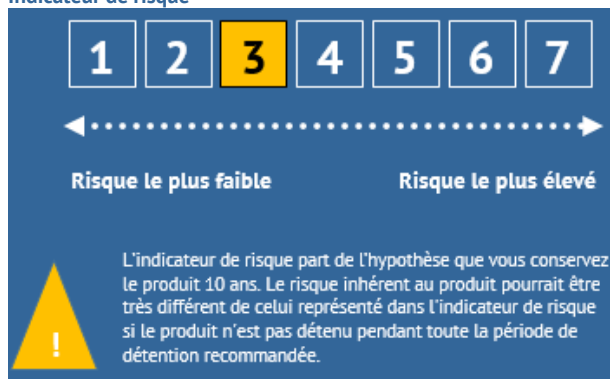 Indicateur de risque
1 2 3 4 5 6 7
Risque le plus faible Risque le plus élevé
L'indicateur de risque part de l'hypothèse que vous conservez
le produit 10 ans. Le risque inhérent au produit pourrait être
très différent de celui représenté dans l'indicateur de risque
si le produit n'est pas détenu pendant toute la période de
détention recommandée.
!